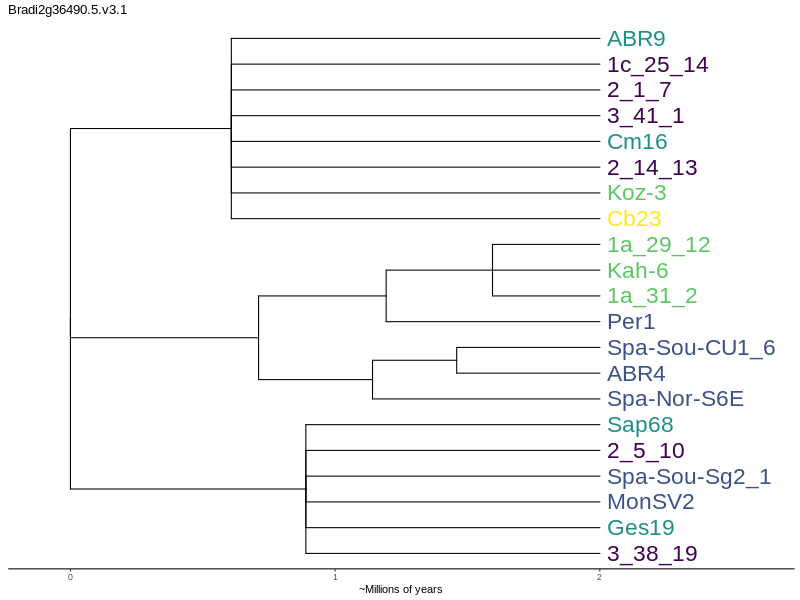 Bradi2g36490.5.v3.1
ABR9
1c_25_14
2_1_7
3_41_1
Cm16
2_14_13
Koz-3
Cb23
1a_29_12
Kah-6
1a_31_2
Per1
Spa-Sou-CU1_6
ABR4
Spa-Nor-S6E
Sap68
2_5_10
Spa-Sou-Sg2_1
MonSV2
Ges19
3_38_19
0 1 2
~Millions of years